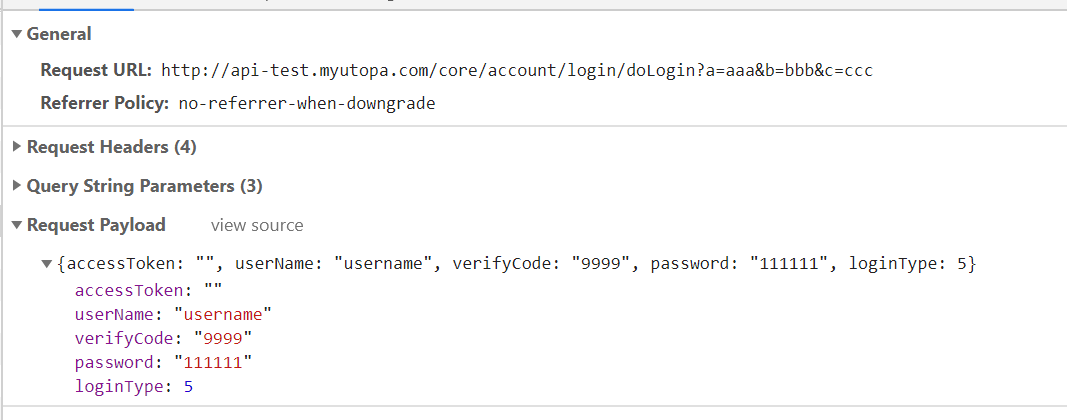 General
Request URL: http://api-test.myutopa.com/core/account/login/doLogin?a=aaa&b=bbb&c=ccc
Referrer Policy: no-referrer-when-downgrade
Request Headers (4)
Query String Parameters (3)
Request Payload view source
{accessToken: "", userName: "username", verifyCode: "9999", password: "111111", loginType: 5}
accessToken: ""
userName: "username"
verifyCode: "9999"
password: "111111"
loginType: 5